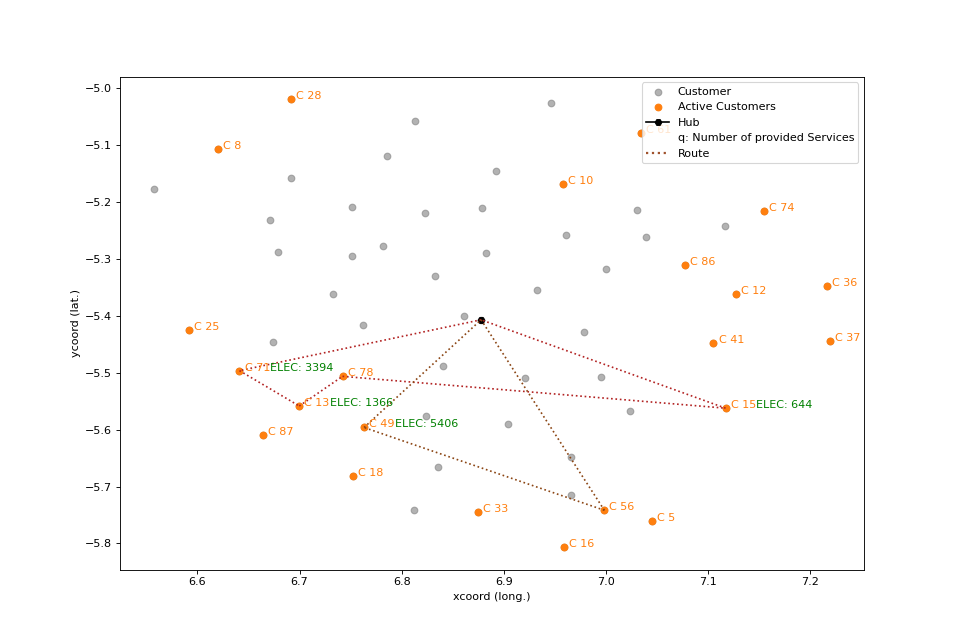 −5.0
−5.1
−5.2
−5.3
−5.4
−5.5
−5.6
−5.7
−5.8
ycoord (lat.)
6.6 6.7 6.8 6.9 7.0 7.1 7.2
xcoord (long.)
Customer
Active Customers
Hub
q: Number of provided Services
Route
C 28
C 8
C 10
C 74
C 86
C 36
C 12
C 25
C 41
C 37
C 71 ELEC: 3394
C 78
C 13 ELEC: 1366
C 15 ELEC: 644
C 49 ELEC: 5406
C 87
C 18
C 33
C 56
C 5
C 16